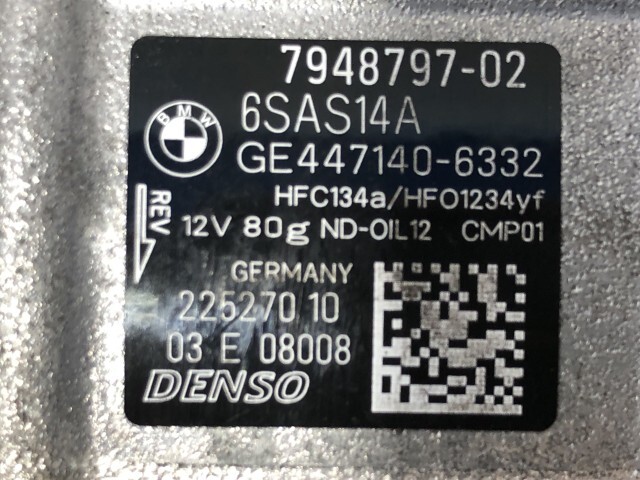 7948797-02
BMW
6SAS14A
GE447140-6332
HFC134a/HFO1234yf
REV
12V 80g ND-OIL12 CMP01
GERMANY
225270 10
03 E 08008
DENSO